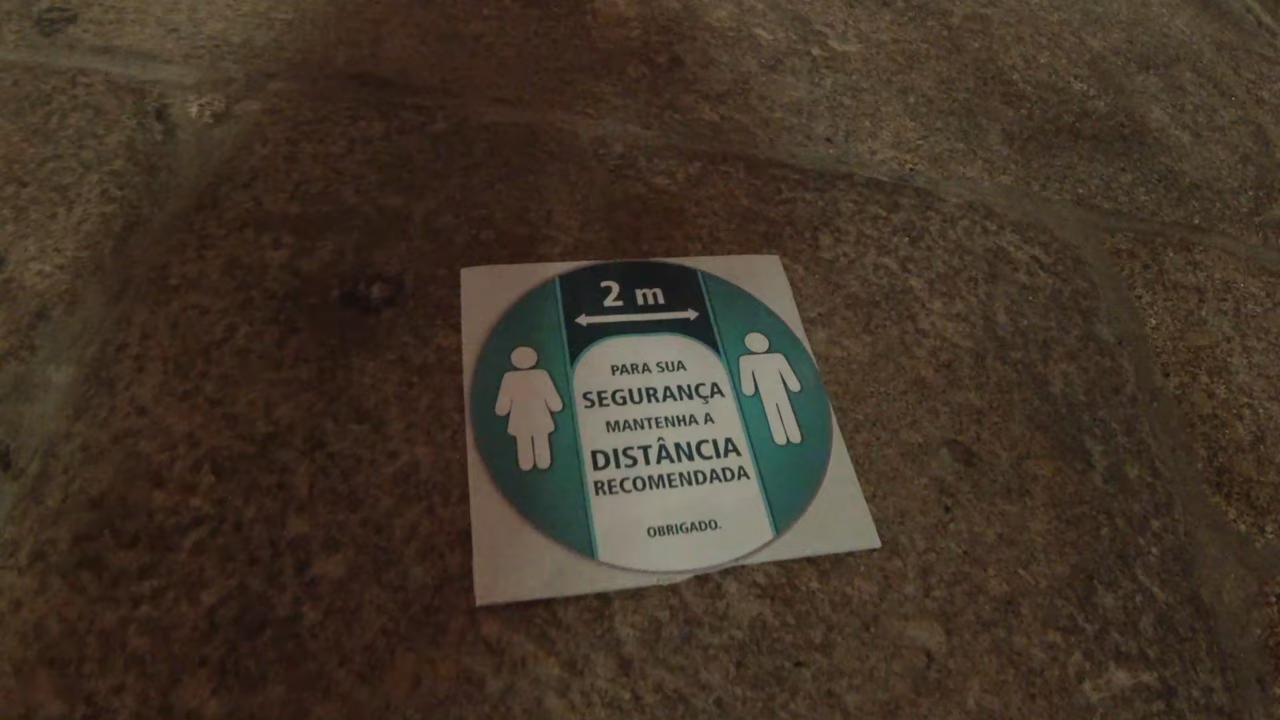 2 m
PARA SUA
SEGURANÇA
MANTENHA A
DISTÂNCIA
RECOMENDADA
OBRIGADO.